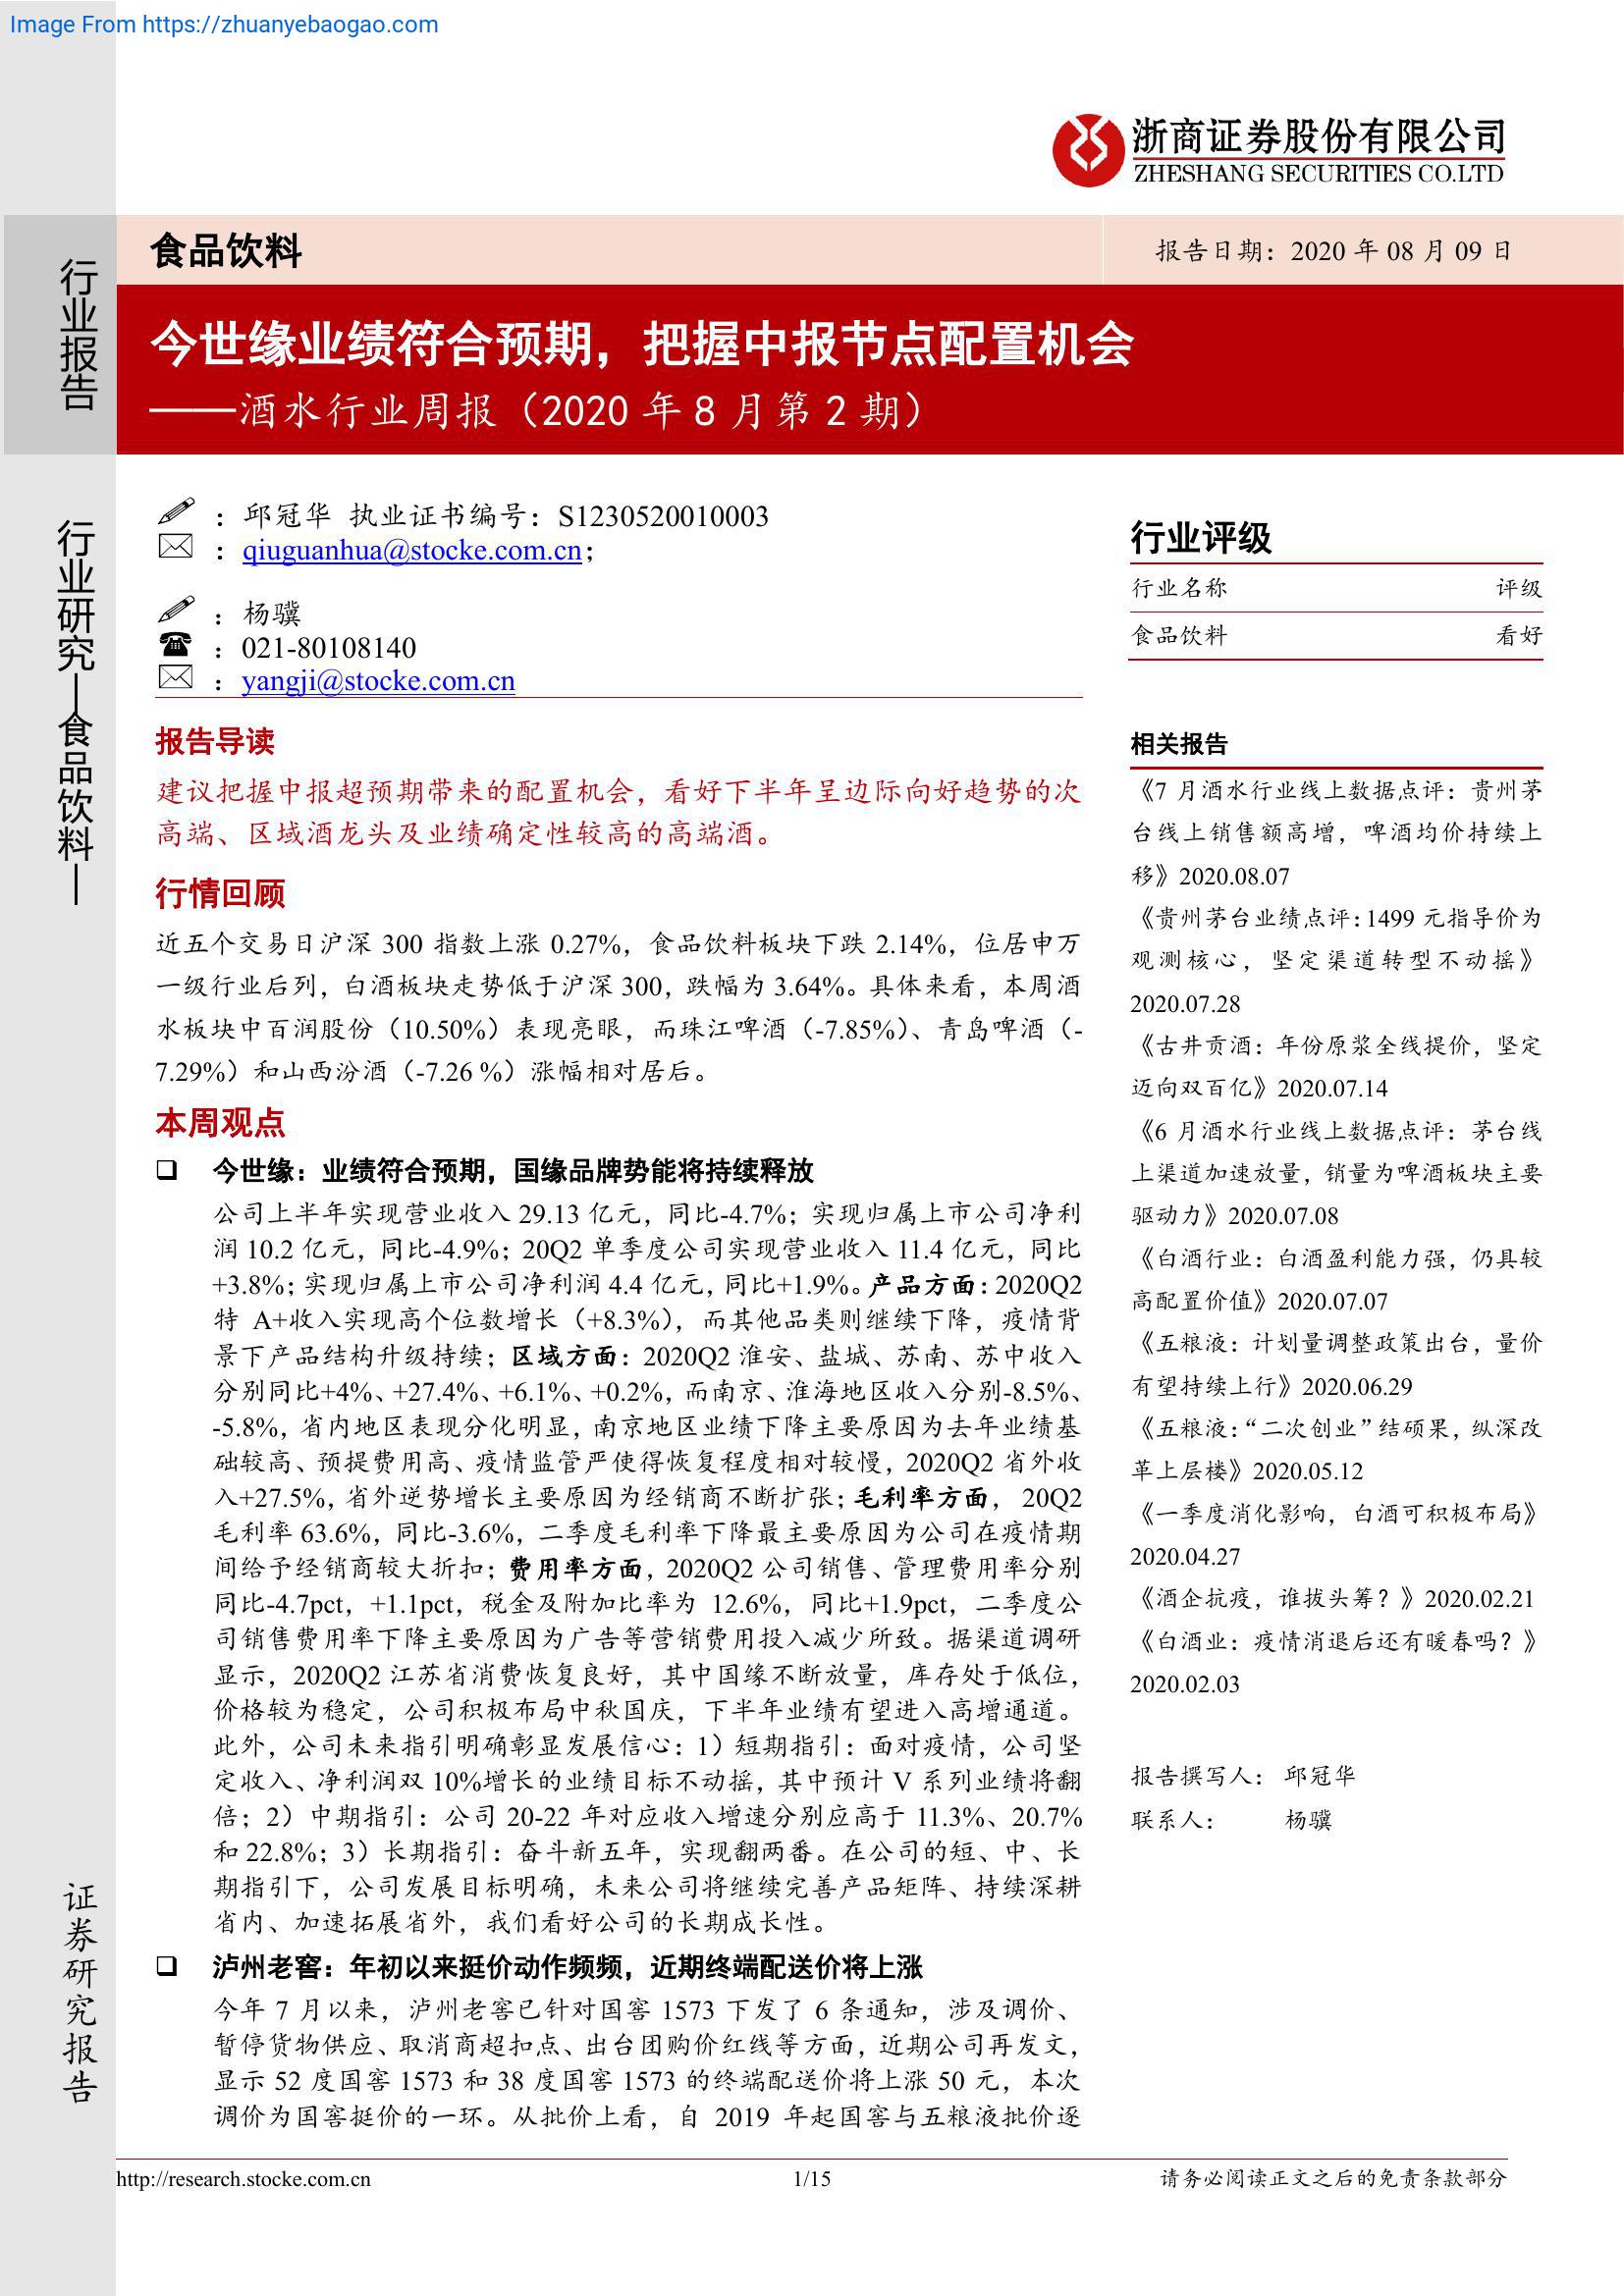 Image From https://zhuanyebaogao.com
浙商证券股份有限公司
ZHESHANG SECURITIES CO.LTD
行业报告
食品饮料
报告日期：2020 年 08 月 09 日
今世缘业绩符合预期，把握中报节点配置机会
——酒水行业周报（2020 年 8 月第 2 期）
行业研究—食品饮料—
证券研究报告
：邱冠华 执业证书编号：S1230520010003
：qiuguanhua@stocke.com.cn；
：杨骥
：021-80108140
：yangji@stocke.com.cn
报告导读
建议把握中报超预期带来的配置机会，看好下半年呈边际向好趋势的次
高端、区域酒龙头及业绩确定性较高的高端酒。
行情回顾
近五个交易日沪深 300 指数上涨 0.27%，食品饮料板块下跌 2.14%，位居申万
一级行业后列，白酒板块走势低于沪深 300，跌幅为 3.64%。具体来看，本周酒
水板块中百润股份（10.50%）表现亮眼，而珠江啤酒（-7.85%）、青岛啤酒（-
7.29%）和山西汾酒（-7.26 %）涨幅相对居后。
本周观点
❑ 今世缘：业绩符合预期，国缘品牌势能将持续释放
公司上半年实现营业收入 29.13 亿元，同比-4.7%；实现归属上市公司净利
润 10.2 亿元，同比-4.9%；20Q2 单季度公司实现营业收入 11.4 亿元，同比
+3.8%；实现归属上市公司净利润 4.4 亿元，同比+1.9%。产品方面：2020Q2
特 A+收入实现高个位数增长（+8.3%），而其他品类则继续下降，疫情背
景下产品结构升级持续；区域方面：2020Q2 淮安、盐城、苏南、苏中收入
分别同比+4%、+27.4%、+6.1%、+0.2%，而南京、淮海地区收入分别-8.5%、
-5.8%，省内地区表现分化明显，南京地区业绩下降主要原因为去年业绩基
础较高、预提费用高、疫情监管严使得恢复程度相对较慢，2020Q2 省外收
入+27.5%，省外逆势增长主要原因为经销商不断扩张；毛利率方面， 20Q2
毛利率 63.6%，同比-3.6%，二季度毛利率下降最主要原因为公司在疫情期
间给予经销商较大折扣；费用率方面，2020Q2 公司销售、管理费用率分别
同比-4.7pct，+1.1pct，税金及附加比率为 12.6%，同比+1.9pct，二季度公
司销售费用率下降主要原因为广告等营销费用投入减少所致。据渠道调研
显示，2020Q2 江苏省消费恢复良好，其中国缘不断放量，库存处于低位，
价格较为稳定，公司积极布局中秋国庆，下半年业绩有望进入高增通道。
此外，公司未来指引明确彰显发展信心：1）短期指引：面对疫情，公司坚
定收入、净利润双 10%增长的业绩目标不动摇，其中预计 V 系列业绩将翻
倍；2）中期指引：公司 20-22 年对应收入增速分别应高于 11.3%、20.7%
和 22.8%；3）长期指引：奋斗新五年，实现翻两番。在公司的短、中、长
期指引下，公司发展目标明确，未来公司将继续完善产品矩阵、持续深耕
省内、加速拓展省外，我们看好公司的长期成长性。
❑ 泸州老窖：年初以来挺价动作频频，近期终端配送价将上涨
今年 7 月以来，泸州老窖已针对国窖 1573 下发了 6 条通知，涉及调价、
暂停货物供应、取消商超扣点、出台团购价红线等方面，近期公司再发文，
显示 52 度国窖 1573 和 38 度国窖 1573 的终端配送价将上涨 50 元，本次
调价为国窖挺价的一环。从批价上看，自 2019 年起国窖与五粮液批价逐
行业评级
行业名称 评级
食品饮料 看好
相关报告
《7 月酒水行业线上数据点评：贵州茅
台线上销售额高增，啤酒均价持续上
移》2020.08.07
《贵州茅台业绩点评：1499 元指导价为
观测核心，坚定渠道转型不动摇》
2020.07.28
《古井贡酒：年份原浆全线提价，坚定
迈向双百亿》2020.07.14
《6 月酒水行业线上数据点评：茅台线
上渠道加速放量，销量为啤酒板块主要
驱动力》2020.07.08
《白酒行业：白酒盈利能力强，仍具较
高配置价值》2020.07.07
《五粮液：计划量调整政策出台，量价
有望持续上行》2020.06.29
《五粮液：“二次创业”结硕果，纵深改
革上层楼》2020.05.12
《一季度消化影响，白酒可积极布局》
2020.04.27
《酒企抗疫，谁拔头筹？》2020.02.21
《白酒业：疫情消退后还有暖春吗？》
2020.02.03
报告撰写人： 邱冠华
联系人： 杨骥
http://research.stocke.com.cn
1/15
请务必阅读正文之后的免责条款部分